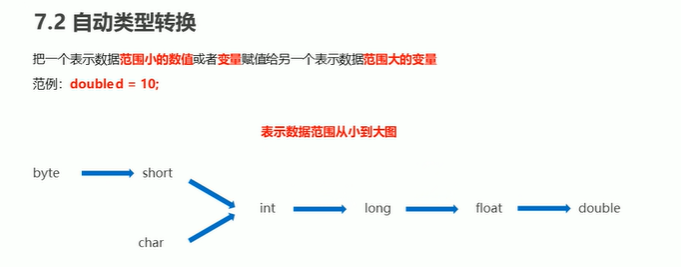 7.2 自动类型转换
把一个表示数据范围小的数值或者变量赋值给另一个表示数据范围大的变量
范例：double d = 10;
表示数据范围从小到大图
byte short
int long float double
char